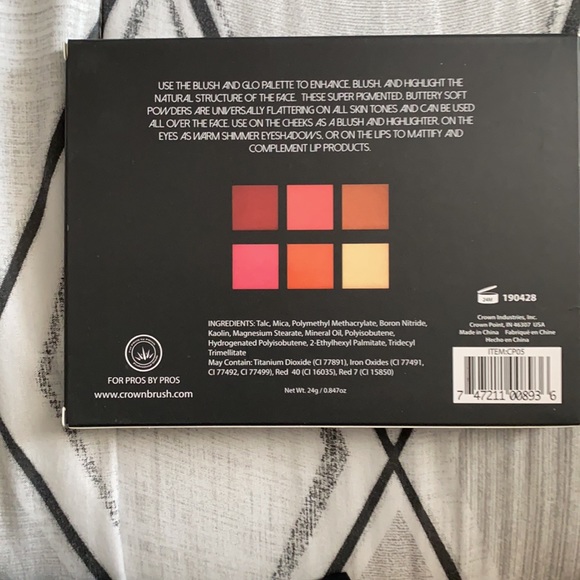 USE THE BLUSH AND GLO PALETTE TO ENHANCE, BLUSH, AND HIGHLIGHT THE
NATURAL STRUCTURE OF THE FACE. THESE SUPER PIGMENTED, BUTTERY SOFT
POWDERS ARE UNIVERSALLY FLATTERING ON ALL SKIN TONES AND CAN BE USED
ALL OVER THE FACE. USE ON THE CHEEKS AS A BLUSH AND HIGHLIGHTER, ON THE
EYES AS WARM SHIMMER EYESHADOWS, OR ON THE LIPS TO MATTIFY AND
COMPLEMENT LIP PRODUCTS.
24M
190428
Crown Industries, Inc.
Crown Point, IN 46307 USA
Made in China Fabriqué en Chine
Hecho en China
INGREDIENTS: Talc, Mica, Polymethyl Methacrylate, Boron Nitride,
Kaolin, Magnesium Stearate, Mineral Oil, Polyisobutene,
Hydrogenated Polyisobutene, 2-Ethylhexyl Palmitate, Tridecyl
Trimellitate
May Contain: Titanium Dioxide (CI 77891), Iron Oxides (CI 77491,
CI 77492, CI 77499), Red 40 (CI 16035), Red 7 (CI 15850)
Net Wt. 24g / 0.847oz
FOR PROS BY PROS
www.crownbrush.com
ITEM:CP05
7 47211 00893 6